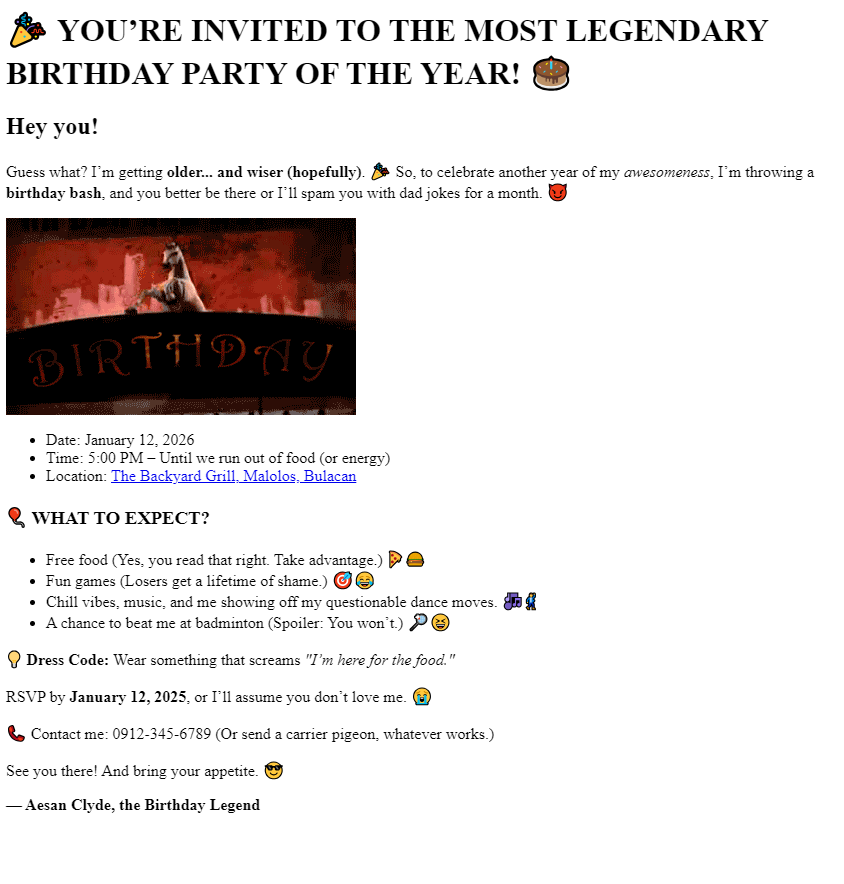 🎉 YOU’RE INVITED TO THE MOST LEGENDARY
BIRTHDAY PARTY OF THE YEAR! 🎂
Hey you!
Guess what? I’m getting older... and wiser (hopefully). 🎉 So, to celebrate another year of my awesomeness, I’m throwing a
birthday bash, and you better be there or I’ll spam you with dad jokes for a month. 😈
BIRTHDAY
• Date: January 12, 2026
• Time: 5:00 PM – Until we run out of food (or energy)
• Location: The Backyard Grill, Malolos, Bulacan
🎈 WHAT TO EXPECT?
• Free food (Yes, you read that right. Take advantage.) 🍕🍔
• Fun games (Losers get a lifetime of shame.) 🎯😂
• Chill vibes, music, and me showing off my questionable dance moves. 🎶🕺
• A chance to beat me at badminton (Spoiler: You won’t.) 🏸😆
💡 Dress Code: Wear something that screams "I’m here for the food."
RSVP by January 12, 2025, or I’ll assume you don’t love me. 😭
📞 Contact me: 0912-345-6789 (Or send a carrier pigeon, whatever works.)
See you there! And bring your appetite. 😎
— Aesan Clyde, the Birthday Legend